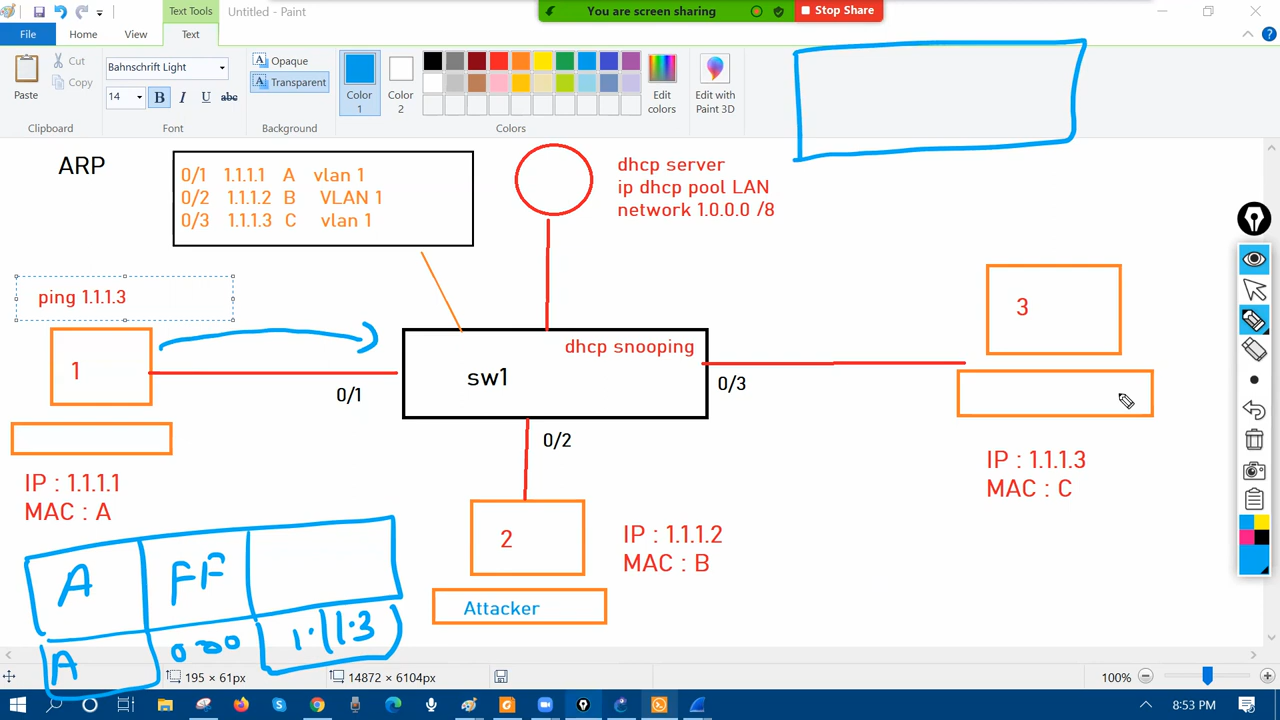 Text Tools
Untitled - Paint
You are screen sharing
Stop Share
File
Home
View
Text
Paste
Cut
Copy
Clipboard
Bahnschrift Light
14
B I U abc
Font
Opaque
Transparent
Background
Color 1
Color 2
Edit colors
Colors
Edit with Paint 3D
ARP
0/1 1.1.1.1 A vlan 1
0/2 1.1.1.2 B VLAN 1
0/3 1.1.1.3 C vlan 1
dhcp server
ip dhcp pool LAN
network 1.0.0.0 /8
ping 1.1.1.3
1
0/1
IP : 1.1.1.1
MAC : A
dhcp snooping
sw1
0/2
0/3
3
IP : 1.1.1.3
MAC : C
2
IP : 1.1.1.2
MAC : B
Attacker
A FF
A 1.1.1.3
195 × 61px
14872 × 6104px
100%
8:53 PM